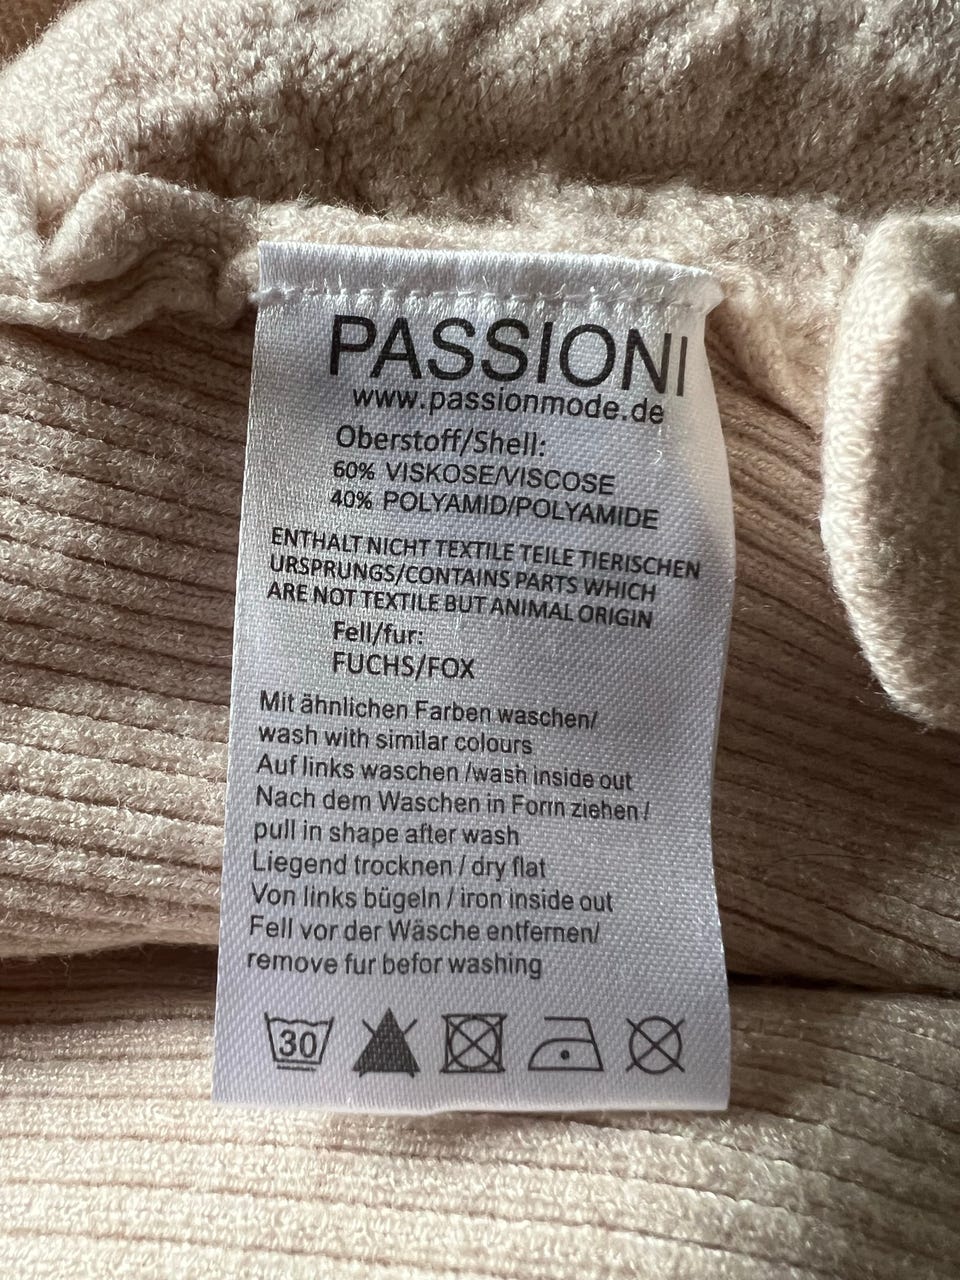 PASSIONI
www.passionmode.de
Oberstoff/Shell:
60% VISKOSE/VISCOSE
40% POLYAMID/POLYAMIDE
ENTHALT NICHT TEXTILE TEILE TIERISCHEN
URSPRUNGS/CONTAINS PARTS WHICH
ARE NOT TEXTILE BUT ANIMAL ORIGIN
Fell/fur:
FUCHS/FOX
Mit ähnlichen Farben waschen/
wash with similar colours
Auf links waschen /wash inside out
Nach dem Waschen in Form ziehen /
pull in shape after wash
Liegend trocknen / dry flat
Von links bügeln / iron inside out
Fell vor der Wäsche entfernen/
remove fur befor washing
30